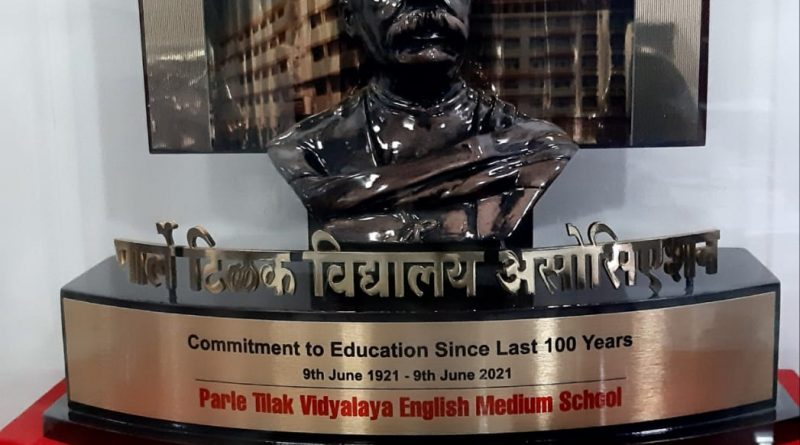 पार्ले टिळक विद्यालय असोसिएशन
Commitment to Education Since Last 100 Years
9th June 1921 - 9th June 2021
Parle Tilak Vidyalaya English Medium School